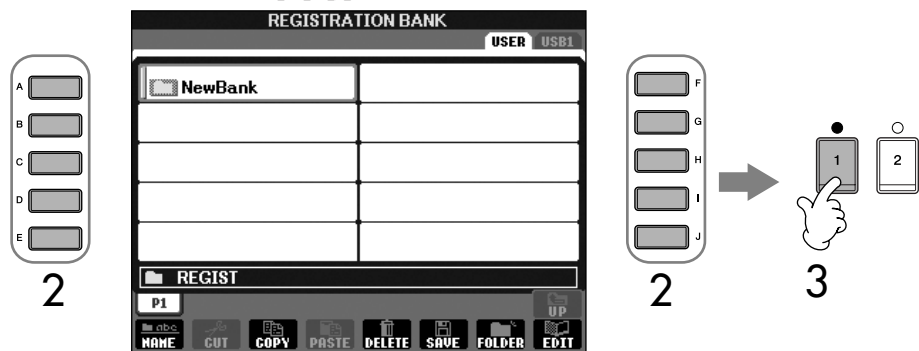 REGISTRATION BANK
USER USB1
NewBank
REGIST
P1
UP
abc
NAME CUT COPY PASTE DELETE SAVE FOLDER EDIT
A
B
C
D
E
2
F
G
H
I
J
2
1 2
3